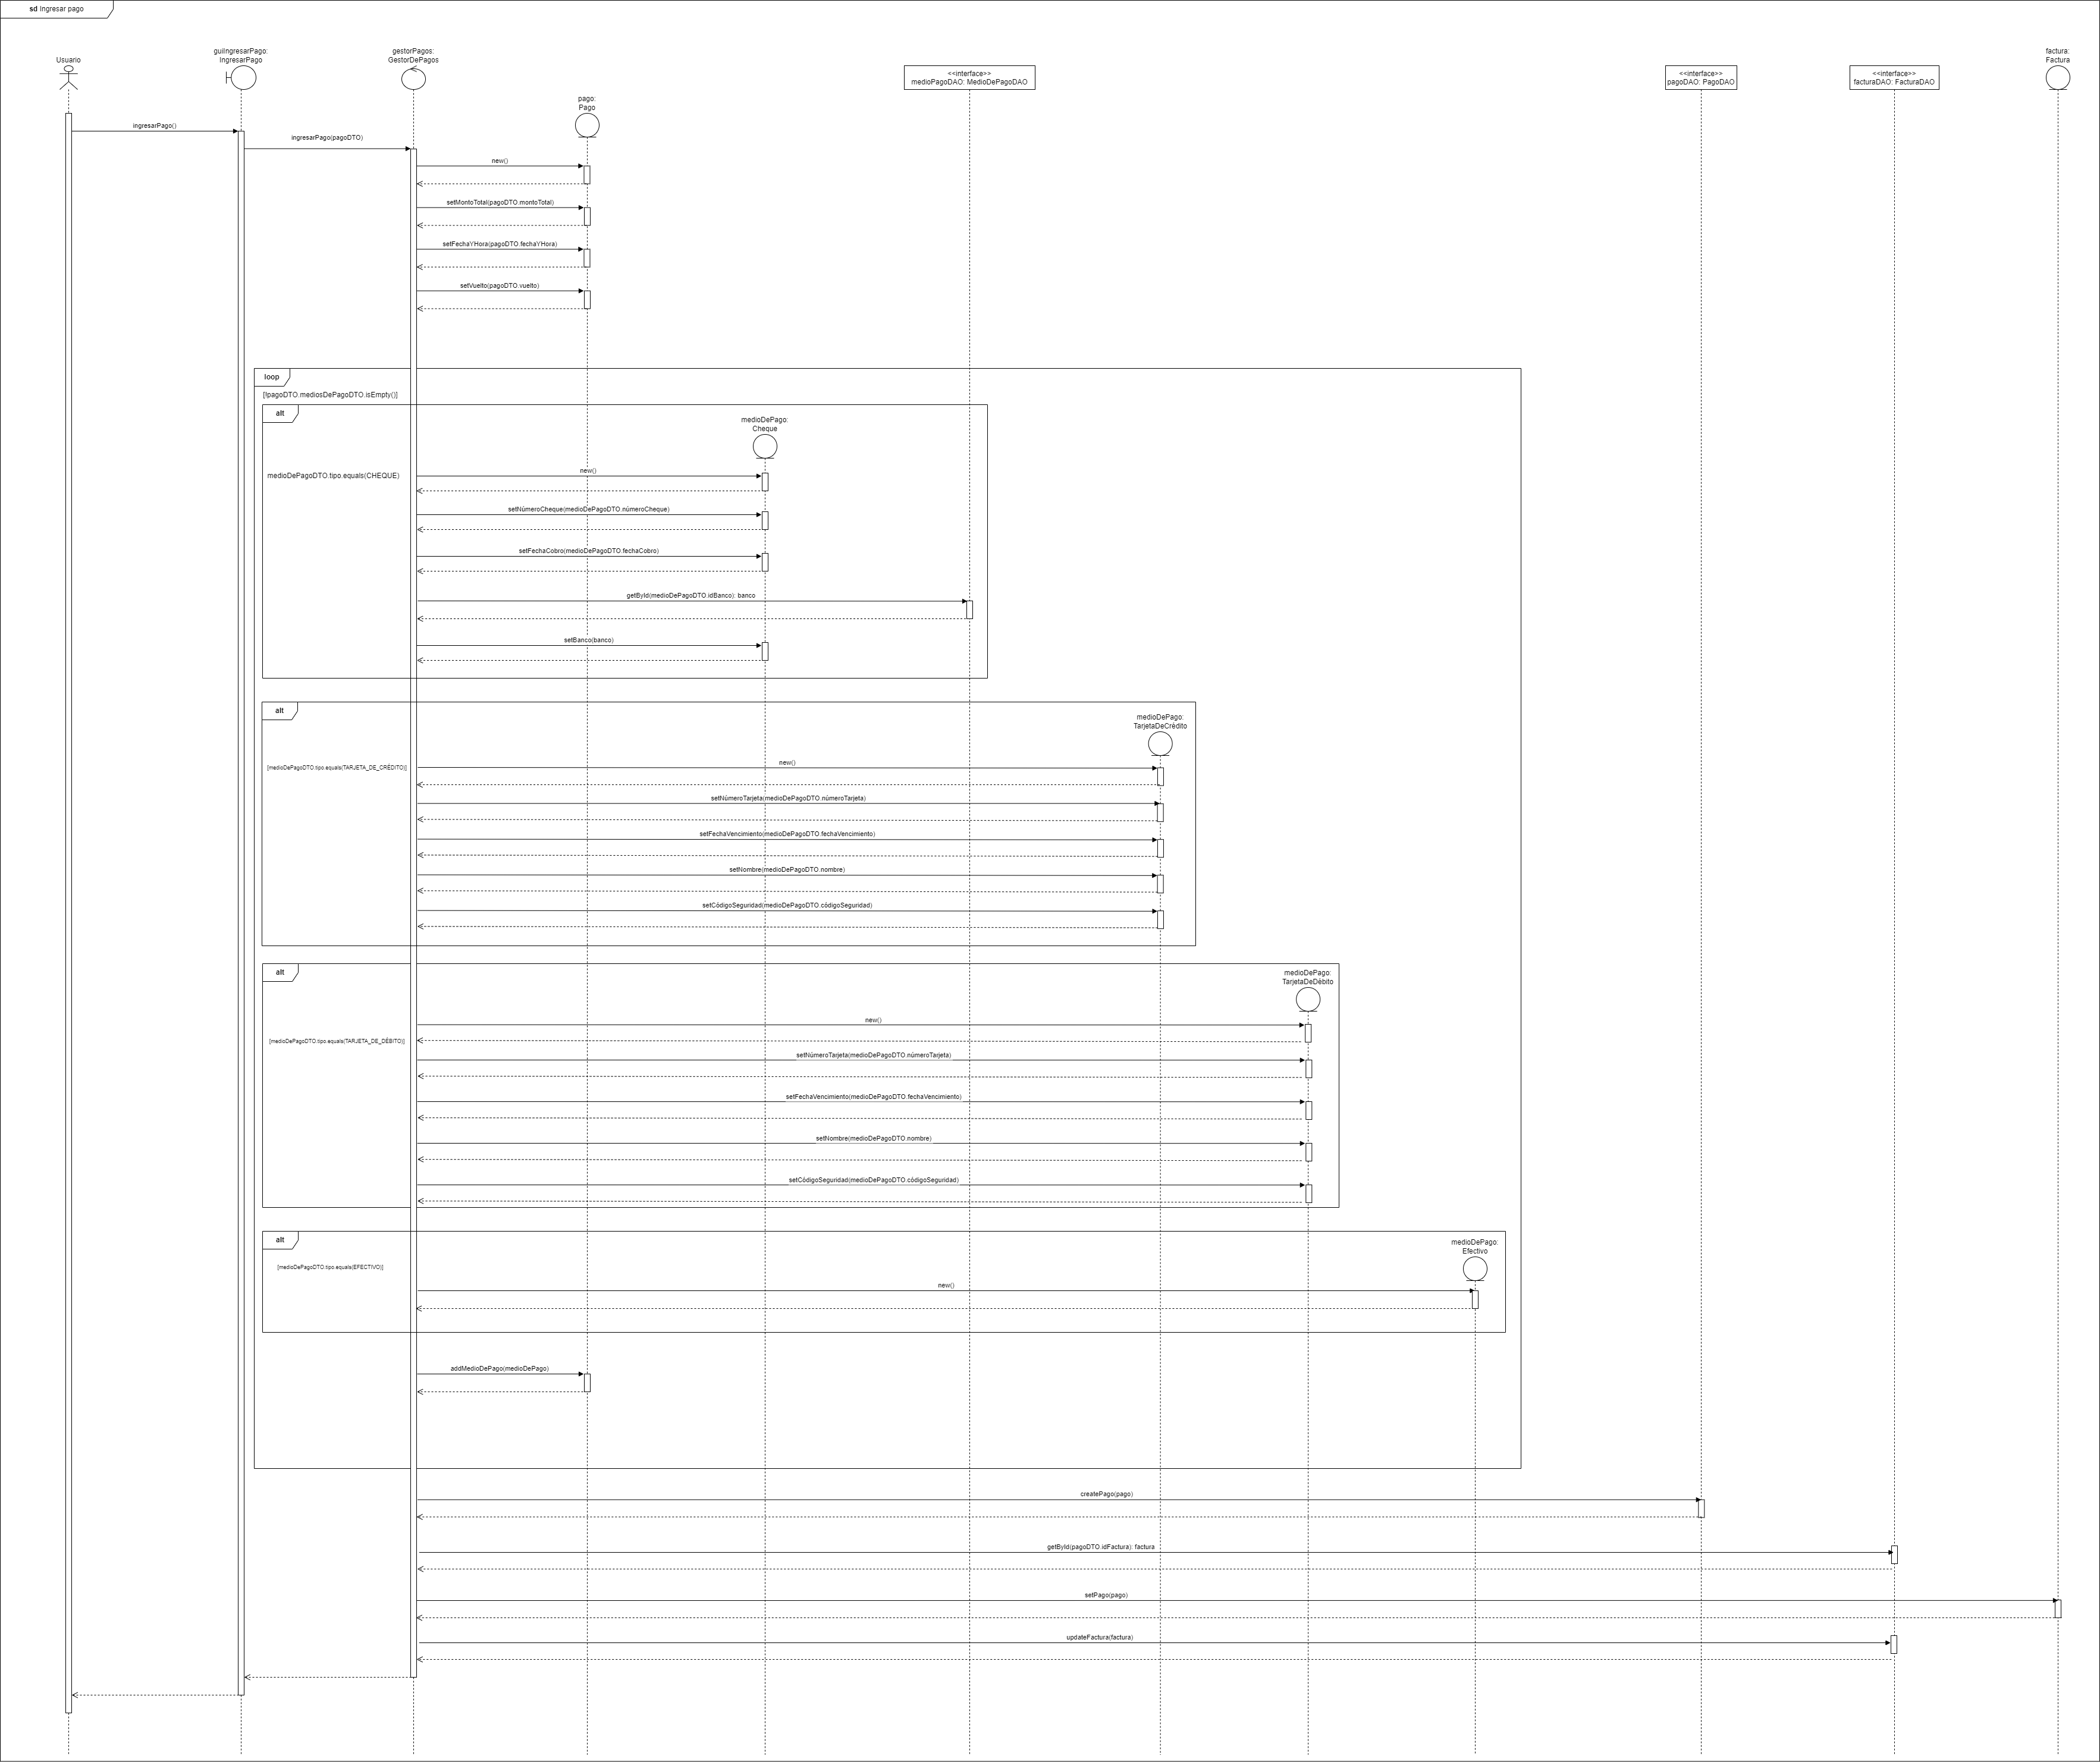 sd Ingresar pago
Usuario
guiIngresarPago:
IngresarPago
gestorPagos:
GestorDePagos
<<interface>>
medioPagoDAO: MedioDePagoDAO
<<interface>>
pagoDAO: PagoDAO
<<interface>>
facturaDAO: FacturaDAO
factura:
Factura
pago:
Pago
ingresarPago()
ingresarPago(pagoDTO)
new()
setMontoTotal(pagoDTO.montoTotal)
setFechaYHora(pagoDTO.fechaYHora)
setVuelto(pagoDTO.vuelto)
loop
[!pagoDTO.mediosDePagoDTO.isEmpty()]
alt
medioDePago:
Cheque
medioDePagoDTO.tipo.equals(CHEQUE)
new()
setNúmeroCheque(medioDePagoDTO.númeroCheque)
setFechaCobro(medioDePagoDTO.fechaCobro)
getById(medioDePagoDTO.idBanco): banco
setBanco(banco)
alt
medioDePago:
TarjetaDeCrédito
[medioDePagoDTO.tipo.equals(TARJETA_DE_CRÉDITO)]
new()
setNúmeroTarjeta(medioDePagoDTO.númeroTarjeta)
setFechaVencimiento(medioDePagoDTO.fechaVencimiento)
setNombre(medioDePagoDTO.nombre)
setCódigoSeguridad(medioDePagoDTO.códigoSeguridad)
alt
medioDePago:
TarjetaDeDébito
new()
[medioDePagoDTO.tipo.equals(TARJETA_DE_DÉBITO)]
setNúmeroTarjeta(medioDePagoDTO.númeroTarjeta)
setFechaVencimiento(medioDePagoDTO.fechaVencimiento)
setNombre(medioDePagoDTO.nombre)
setCódigoSeguridad(medioDePagoDTO.códigoSeguridad)
alt
medioDePago:
Efectivo
[medioDePagoDTO.tipo.equals(EFECTIVO)]
new()
addMedioDePago(medioDePago)
createPago(pago)
getById(pagoDTO.idFactura): factura
setPago(pago)
updateFactura(factura)